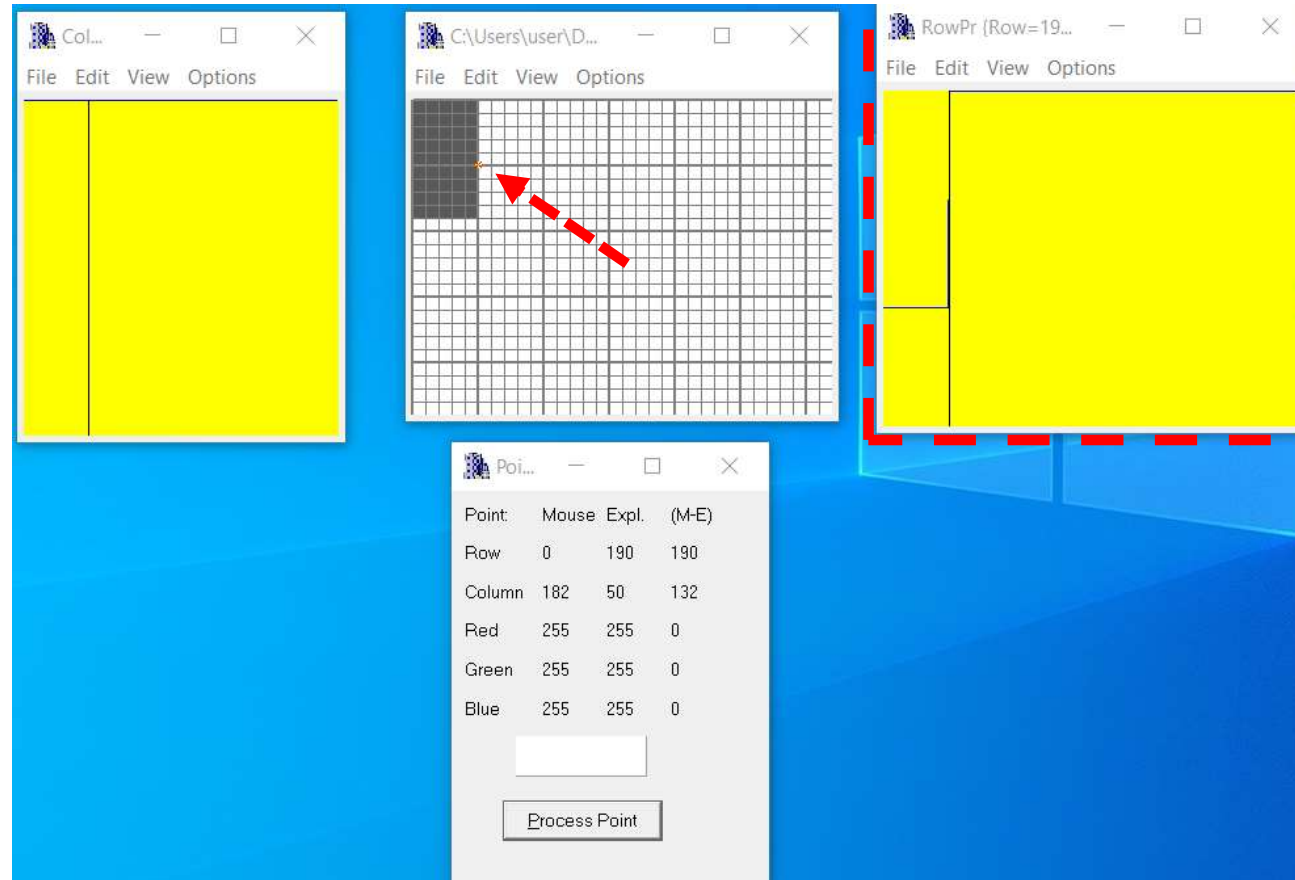 Col...
File Edit View Options
C:\Users\user\D...
File Edit View Options
RowPr {Row=19...
File Edit View Options
Poi...
Point: Mouse Expl. (M-E)
Row 0 190 190
Column 182 50 132
Red 255 255 0
Green 255 255 0
Blue 255 255 0
Process Point